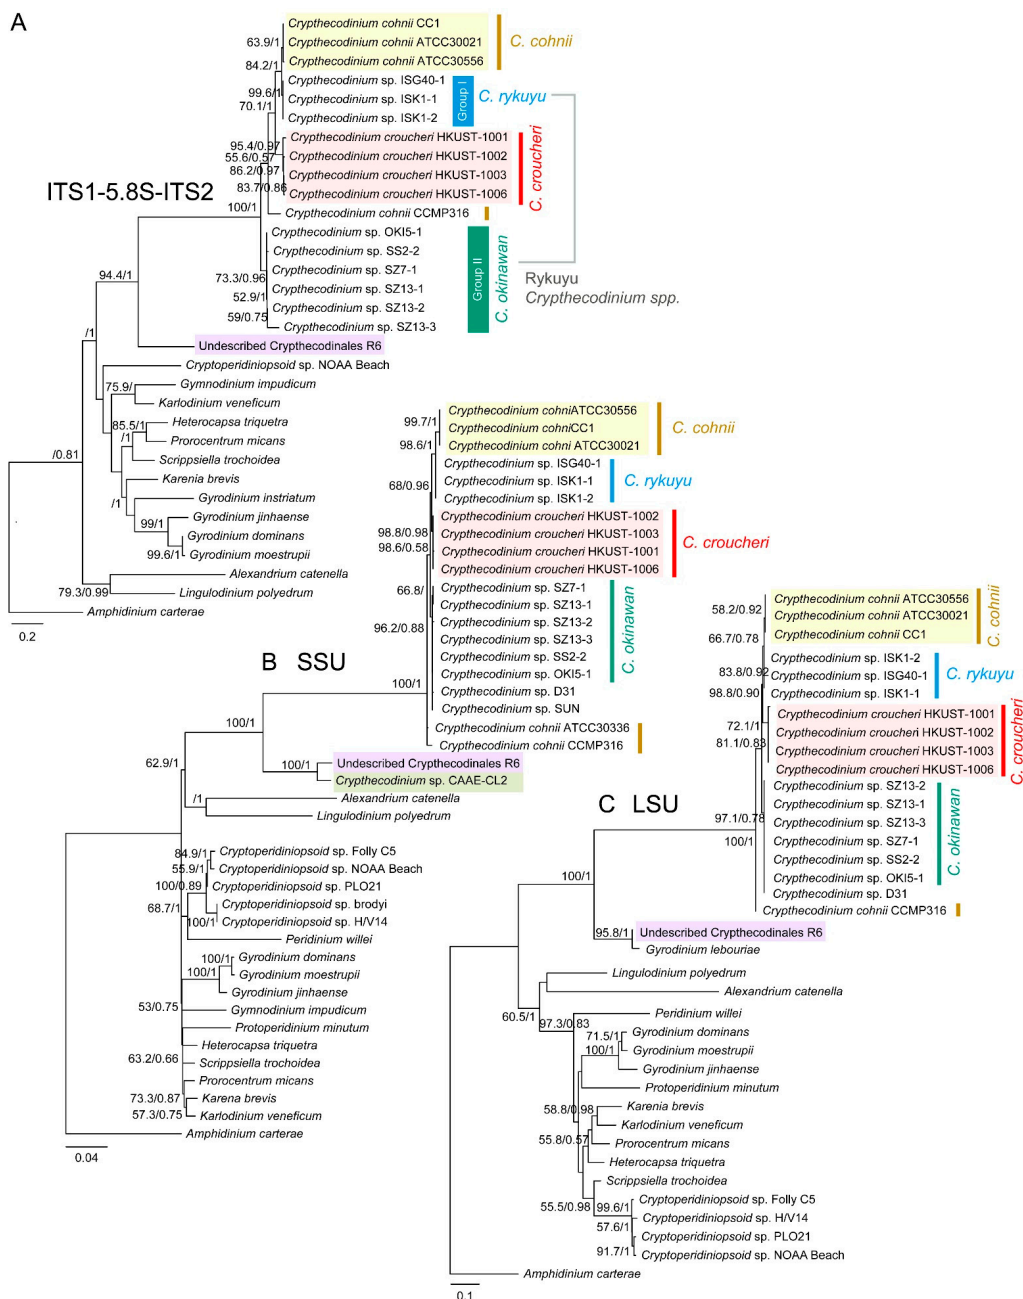 A
Crypthecodinium cohnii CC1
Crypthecodinium cohnii ATCC30021
Crypthecodinium cohnii ATCC30556
C. cohnii
63.9/1
84.2/1
Crypthecodinium sp. ISG40-1
Crypthecodinium sp. ISK1-1
Crypthecodinium sp. ISK1-2
Group I
C. rykuyu
99.6/1
70.1/1
Crypthecodinium croucheri HKUST-1001
Crypthecodinium croucheri HKUST-1002
Crypthecodinium croucheri HKUST-1003
Crypthecodinium croucheri HKUST-1006
C. croucheri
95.4/0.97
55.6/0.57
86.2/0.97
83.7/0.86
ITS1-5.8S-ITS2
100/1
Crypthecodinium cohnii CCMP316
Crypthecodinium sp. OKI5-1
Crypthecodinium sp. SS2-2
Crypthecodinium sp. SZ7-1
Crypthecodinium sp. SZ13-1
Crypthecodinium sp. SZ13-2
Crypthecodinium sp. SZ13-3
Group II
C. okinawan
Rykuyu
Crypthecodinium spp.
73.3/0.96
52.9/1
59/0.75
94.4/1
Undescribed Crypthecodinales R6
/1
Cryptoperidiniopsoid sp. NOAA Beach
75.9/
Gymnodinium impudicum
Karlodinium veneficum
85.5/1
Heterocapsa triquetra
/1
Prorocentrum micans
Scrippsiella trochoidea
/0.81
Karenia brevis
/1
Gyrodinium instriatum
99/1
Gyrodinium jinhaense
Gyrodinium dominans
99.6/1
Gyrodinium moestrupii
Alexandrium catenella
79.3/0.99
Lingulodinium polyedrum
Amphidinium carterae
0.2
B SSU
Crypthecodinium cohniATCC30556
Crypthecodinium cohniCC1
Crypthecodinium cohni ATCC30021
C. cohnii
99.7/1
98.6/1
Crypthecodinium sp. ISG40-1
Crypthecodinium sp. ISK1-1
Crypthecodinium sp. ISK1-2
C. rykuyu
68/0.96
Crypthecodinium croucheri HKUST-1002
Crypthecodinium croucheri HKUST-1003
Crypthecodinium croucheri HKUST-1001
Crypthecodinium croucheri HKUST-1006
C. croucheri
98.8/0.98
98.6/0.58
66.8/
Crypthecodinium sp. SZ7-1
Crypthecodinium sp. SZ13-1
Crypthecodinium sp. SZ13-2
Crypthecodinium sp. SZ13-3
Crypthecodinium sp. SS2-2
Crypthecodinium sp. OKI5-1
C. okinawan
96.2/0.88
100/1
Crypthecodinium sp. D31
Crypthecodinium sp. SUN
Crypthecodinium cohnii ATCC30336
Crypthecodinium cohnii CCMP316
100/1
100/1
Undescribed Crypthecodinales R6
Crypthecodinium sp. CAAE-CL2
62.9/1
/1
Alexandrium catenella
Lingulopolyedrum polyedrum
84.9/1
Cryptoperidiniopsoid sp. Folly C5
55.9/1
Cryptoperidiniopsoid sp. NOAA Beach
100/0.89
Cryptoperidiniopsoid sp. PLO21
68.7/1
Cryptoperidiniopsoid sp. brodyi
100/1
Cryptoperidiniopsoid sp. H/V14
Peridinium willei
100/1
Gyrodinium dominans
100/1
Gyrodinium moestrupii
Gyrodinium jinhaense
53/0.75
Gymnodinium impudicum
Protoperidinium minutum
Heterocapsa triquetra
63.2/0.66
Scrippsiella trochoidea
Prorocentrum micans
73.3/0.87
Karena brevis
57.3/0.75
Karlodinium veneficum
Amphidinium carterae
0.04
C LSU
Crypthecodinium cohnii ATCC30556
Crypthecodinium cohnii ATCC30021
Crypthecodinium cohnii CC1
C. cohnii
58.2/0.92
66.7/0.78
Crypthecodinium sp. ISK1-2
Crypthecodinium sp. ISG40-1
Crypthecodinium sp. ISK1-1
C. rykuyu
83.8/0.92
98.8/0.90
Crypthecodinium croucheri HKUST-1001
Crypthecodinium croucheri HKUST-1002
Crypthecodinium croucheri HKUST-1003
Crypthecodinium croucheri HKUST-1006
C. croucheri
72.1/1
81.1/0.83
Crypthecodinium sp. SZ13-2
Crypthecodinium sp. SZ13-1
Crypthecodinium sp. SZ13-3
Crypthecodinium sp. SZ7-1
Crypthecodinium sp. SS2-2
Crypthecodinium sp. OKI5-1
C. okinawan
97.1/0.78
100/1
Crypthecodinium sp. D31
Crypthecodinium cohnii CCMP316
100/1
95.8/1
Undescribed Crypthecodinales R6
Gyrodinium lebouriae
Lingulodinium polyedrum
Alexandrium catenella
60.5/1
97.3/0.83
Peridinium willei
71.5/1
Gyrodinium dominans
100/1
Gyrodinium moestrupii
Gyrodinium jinhaense
Protoperidinium minutum
58.8/0.98
Karenia brevis
Karlodinium veneficum
55.8/0.57
Prorocentrum micans
Heterocapsa triquetra
Scrippsiella trochoidea
55.5/0.98
99.6/1
Cryptoperidiniopsoid sp. Folly C5
57.6/1
Cryptoperidiniopsoid sp. H/V14
Cryptoperidiniopsoid sp. PLO21
91.7/1
Cryptoperidiniopsoid sp. NOAA Beach
Amphidinium carterae
0.1